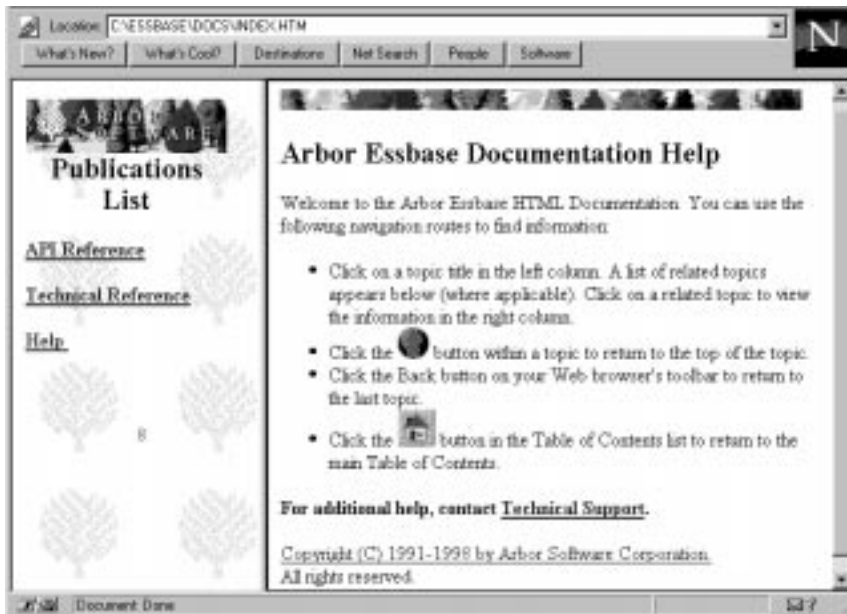 Location: C:\ESSBASE\DOCS\INDEX.HTM
N
What's New?
What's Cool?
Destinations
Net Search
People
Software
ARBOR
SOFTWARE
Publications
List
API Reference
Technical Reference
Help
8
Arbor Essbase Documentation Help
Welcome to the Arbor Essbase HTML Documentation. You can use the
following navigation routes to find information:
• Click on a topic title in the left column. A list of related topics
appears below (where applicable). Click on a related topic to view
the information in the right column.
• Click the button within a topic to return to the top of the topic.
• Click the Back button on your Web browser's toolbar to return to
the last topic.
• Click the button in the Table of Contents list to return to the
main Table of Contents.
For additional help, contact Technical Support.
Copyright (C) 1991-1998 by Arbor Software Corporation.
All rights reserved.
Document: Done